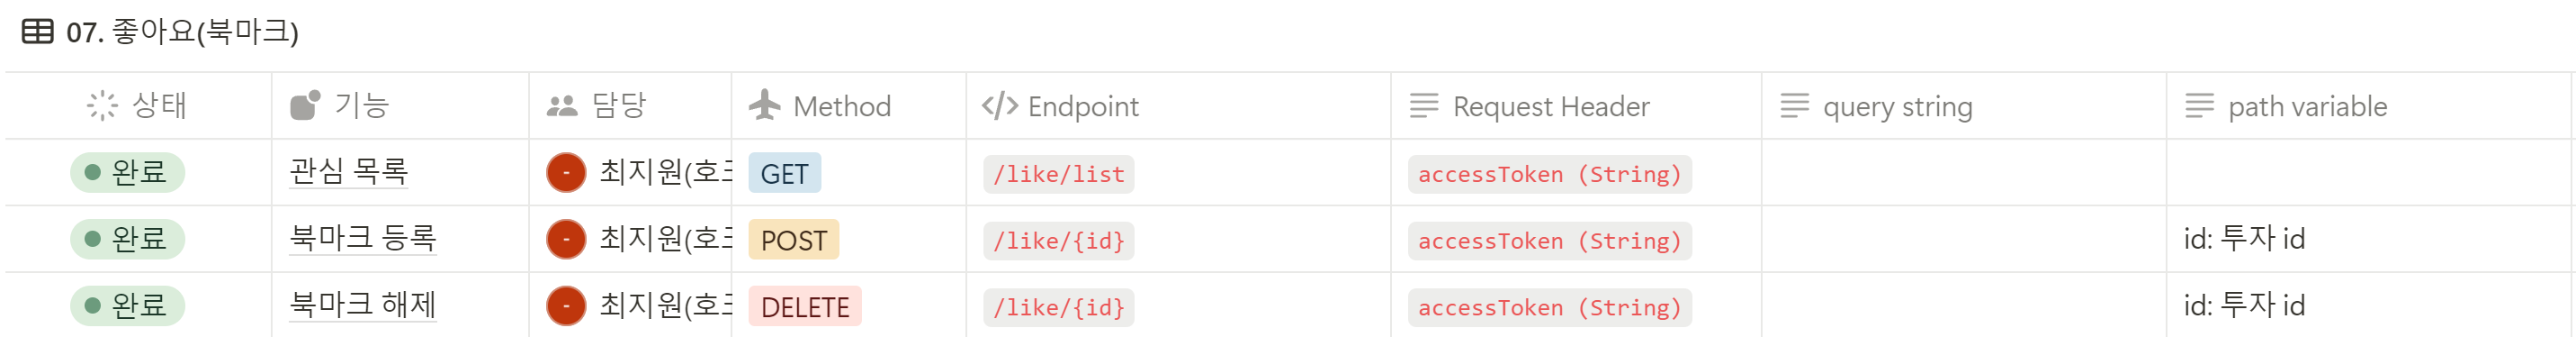 07. 좋아요(북마크)
상태 기능 담당 Method Endpoint Request Header query string path variable
완료 관심 목록 - 최지원(호크 GET /like/list accessToken (String)
완료 북마크 등록 - 최지원(호크 POST /like/{id} accessToken (String) id: 투자 id
완료 북마크 해제 - 최지원(호크 DELETE /like/{id} accessToken (String) id: 투자 id